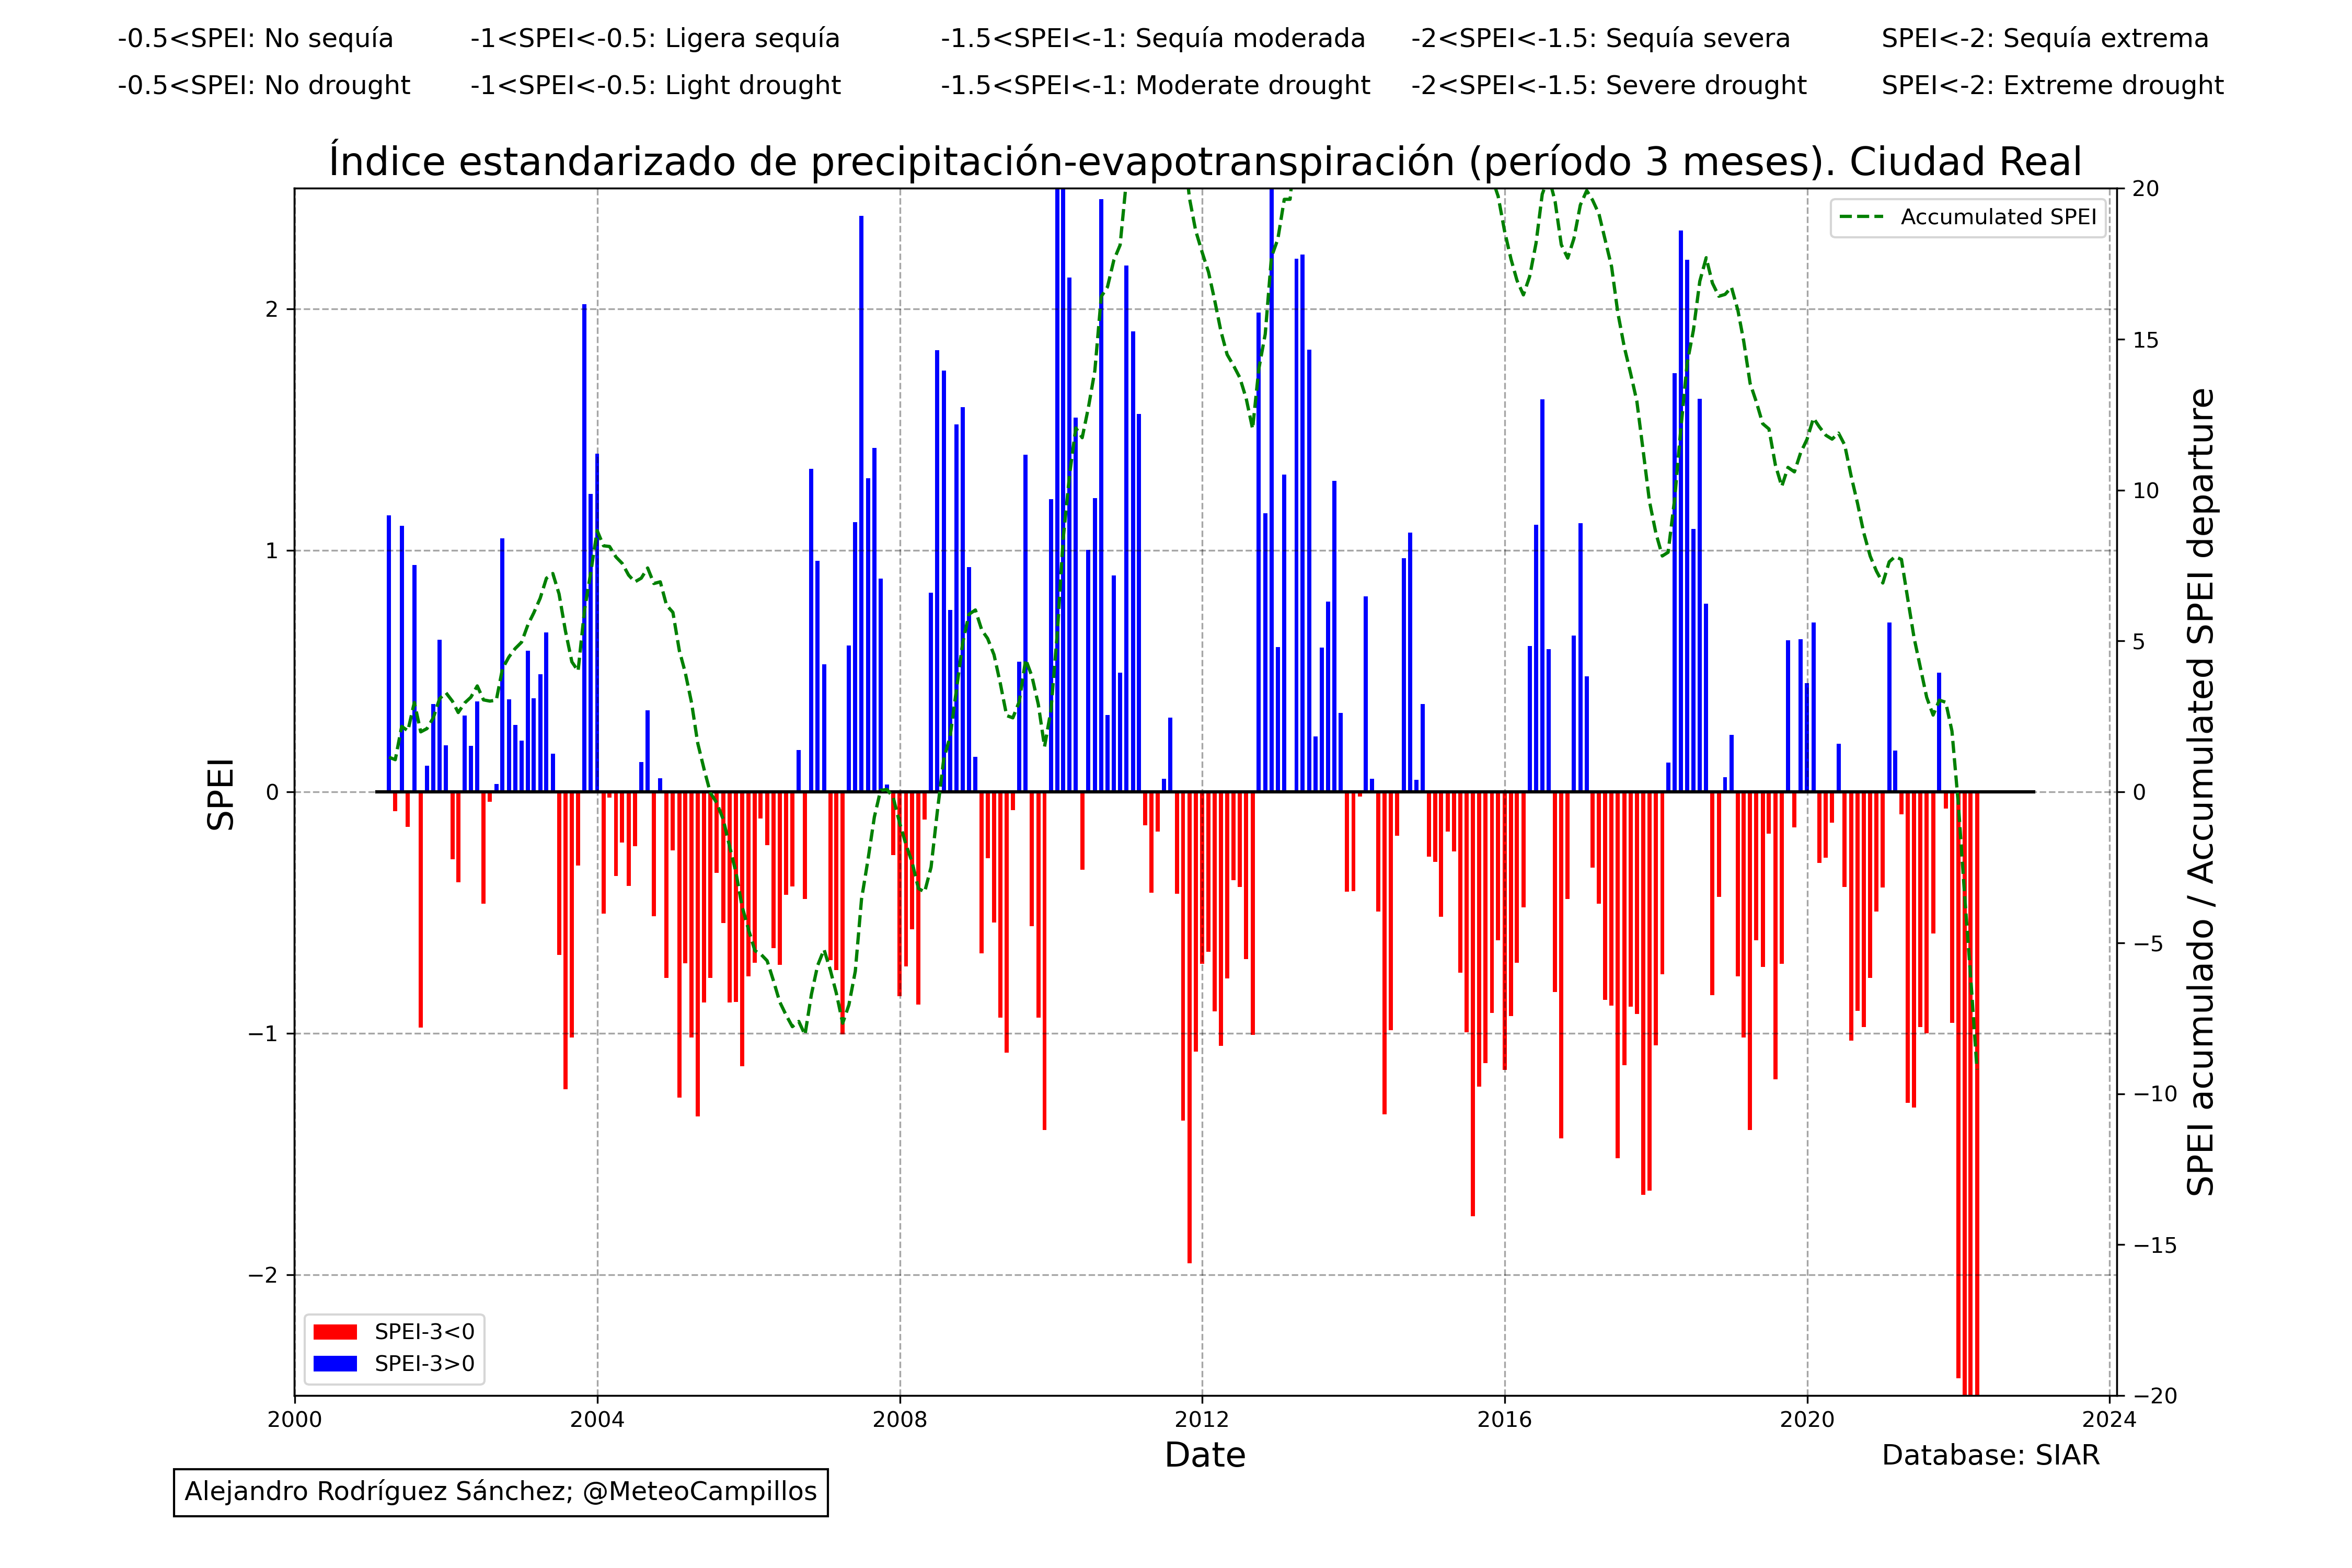 -0.5<SPEI: No sequía -1<SPEI<-0.5: Ligera sequía -1.5<SPEI<-1: Sequía moderada -2<SPEI<-1.5: Sequía severa SPEI<-2: Sequía extrema
-0.5<SPEI: No drought -1<SPEI<-0.5: Light drought -1.5<SPEI<-1: Moderate drought -2<SPEI<-1.5: Severe drought SPEI<-2: Extreme drought
Índice estandarizado de precipitación-evapotranspiración (período 3 meses). Ciudad Real
Accumulated SPEI
SPEI
2
1
0
−1
−2
20
15
10
5
0
−5
−10
−15
−20
SPEI acumulado / Accumulated SPEI departure
SPEI-3<0
SPEI-3>0
2000 2004 2008 2012 2016 2020 2024
Date
Database: SIAR
Alejandro Rodríguez Sánchez; @MeteoCampillos